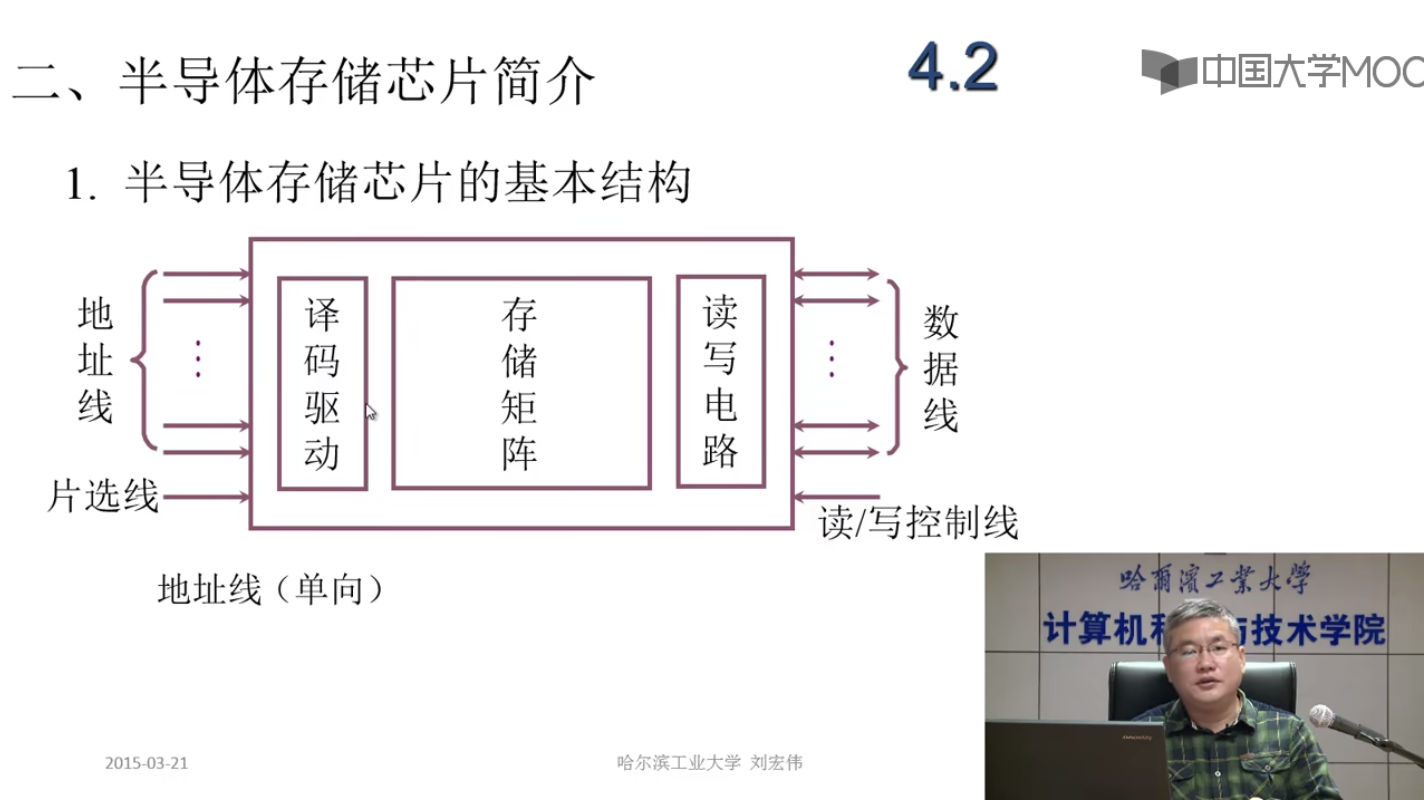 二、半导体存储芯片简介
4.2
中国大学MOO
1. 半导体存储芯片的基本结构
地址线
译码驱动
存储矩阵
读写电路
数据线
片选线
读/写控制线
地址线（单向）
哈爾濱工業大學
计算机科与技术学院
2015-03-21
哈尔滨工业大学 刘宏伟